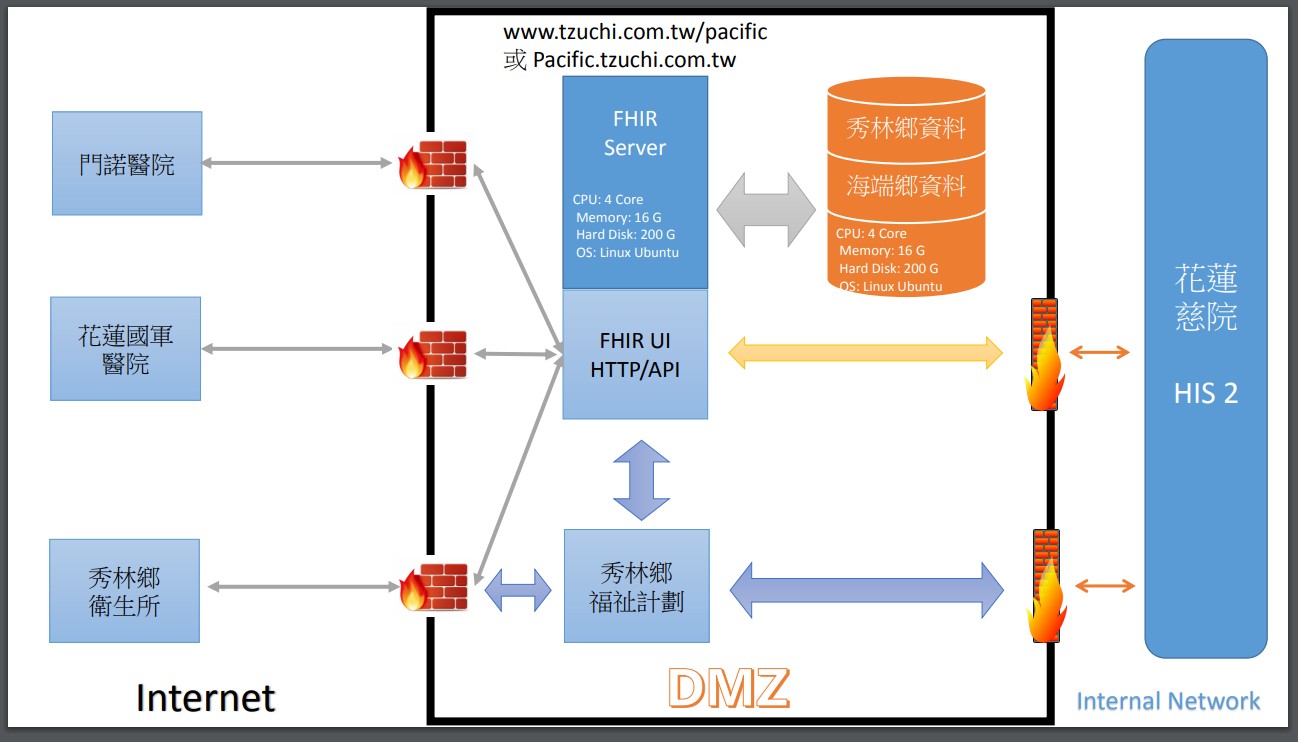 www.tzuchi.com.tw/pacific
或 Pacific.tzuchi.com.tw
門諾醫院
花蓮國軍
醫院
秀林鄉
衛生所
Internet
FHIR
Server
CPU: 4 Core
Memory: 16 G
Hard Disk: 200 G
OS: Linux Ubuntu
FHIR UI
HTTP/API
秀林鄉
福祉計劃
秀林鄉資料
海端鄉資料
CPU: 4 Core
Memory: 16 G
Hard Disk: 200 G
OS: Linux Ubuntu
DMZ
花蓮
慈院
HIS 2
Internal Network